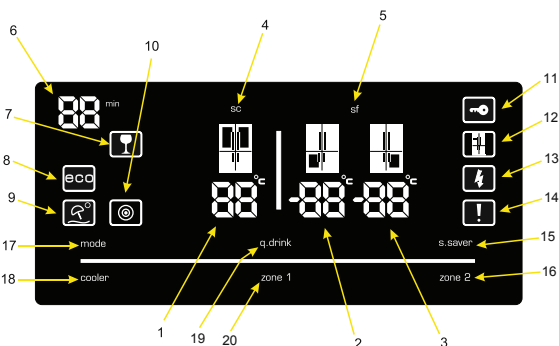 4
5
6
10
11
sc
sf
88 min
7
12
°c
°c
°c
8
eco
13
88
-88
-88
9
14
17
mode
q.drink
s.saver
15
18
cooler
zone 1
zone 2
16
1
19
20
2
3